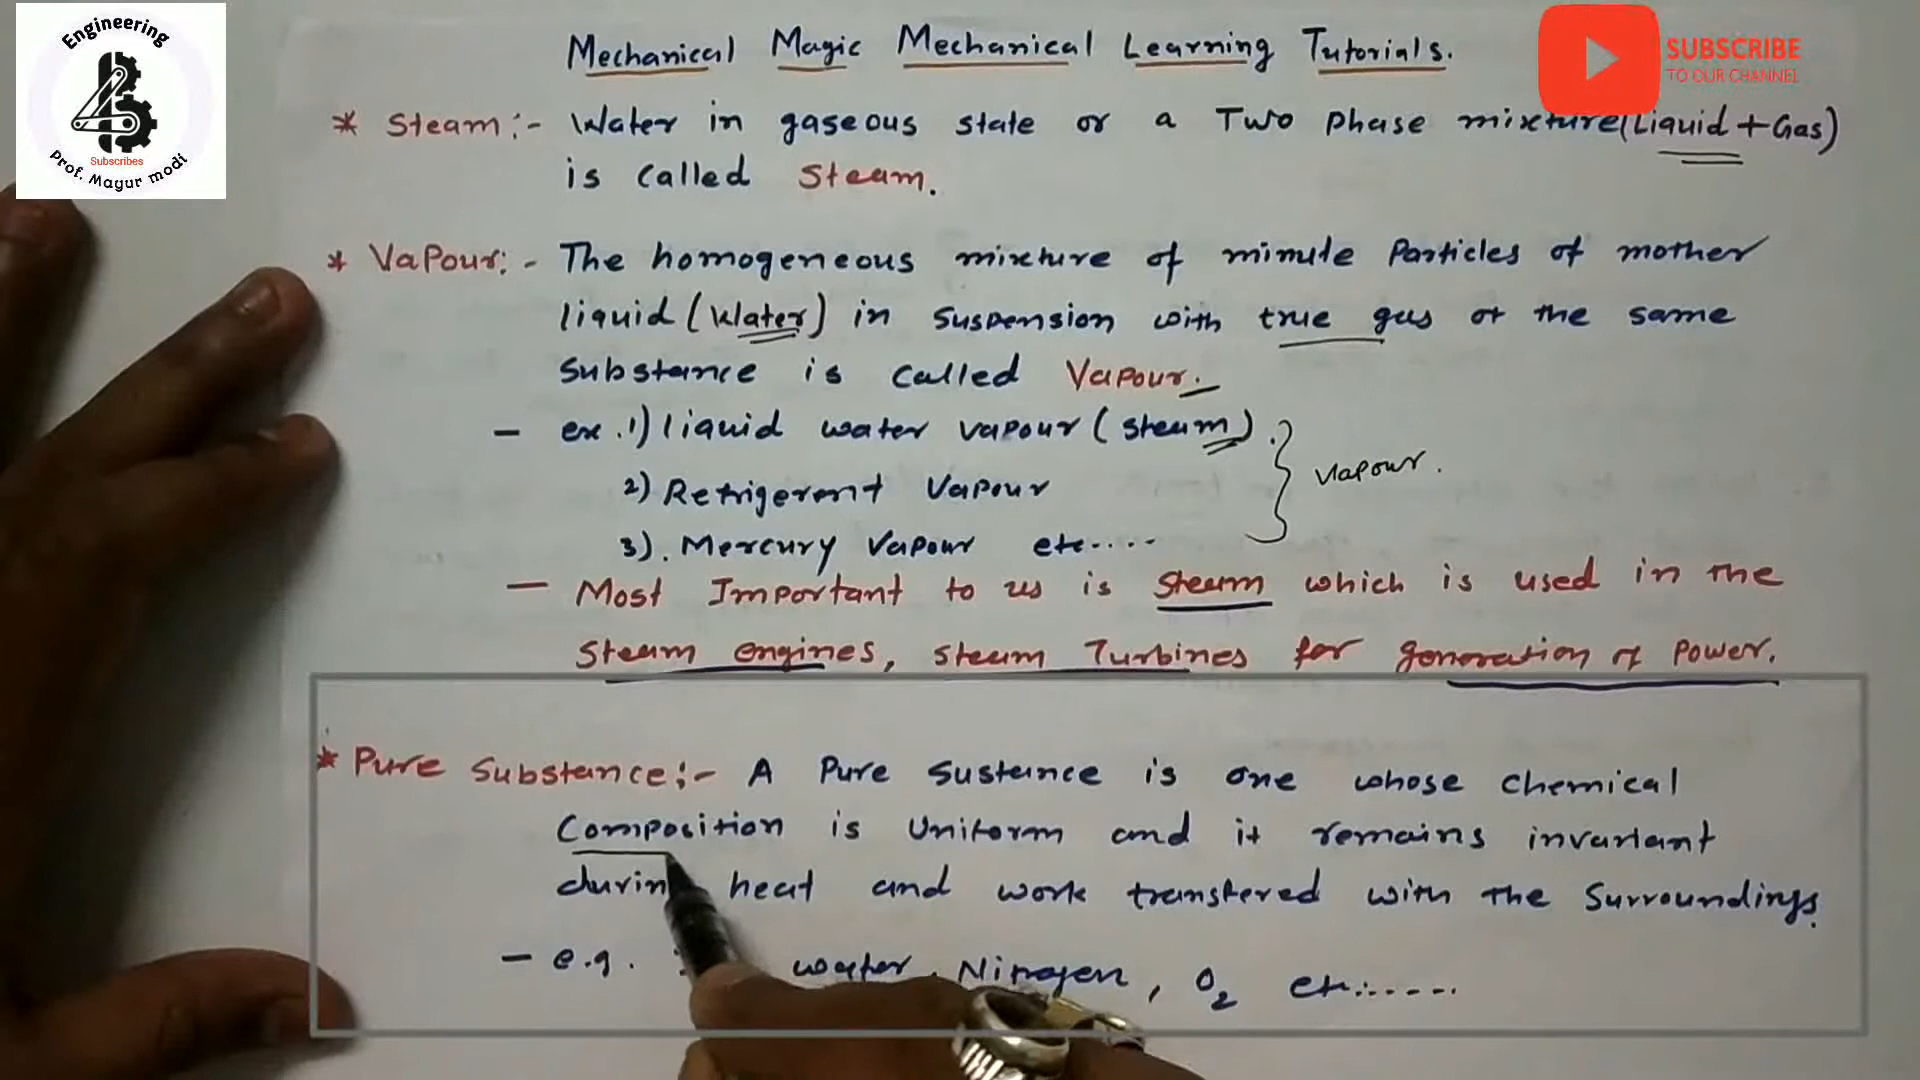 Engineering
Subscribes
Prof. Mayur modi
SUBSCRIBE
TO OUR CHANNEL
Mechanical Magic Mechanical Learning Tutorials.
* Steam:- Water in gaseous state or a Two phase mixture (Liquid + Gas)
is called Steam.
* Vapour:- The homogeneous mixture of minute Particles of mother
liquid (Water) in suspension with true gas of the same
substance is called Vapour.
- ex. 1) liquid water vapour (steam).
vapour.
2) Refrigerent Vapour
3). Mercury Vapour etc.....
- Most Important to us is steam which is used in the
Steam engines, steam Turbines for generation of power.
* Pure Substance:- A Pure Sustance is one whose chemical
Composition is Uniform and it remains invariant
durin heat and work transfered with the Surroundings.
- e.g. : water, Nitrogen, O2 etc......